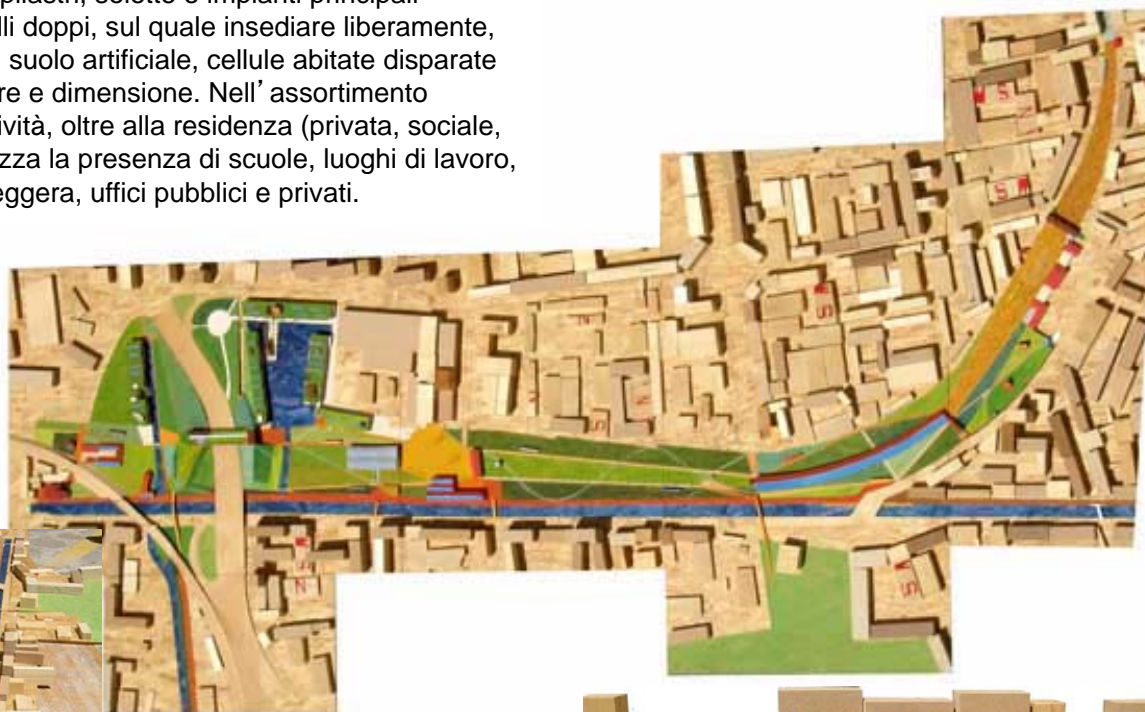 pilastri, solette e impianti principali
lli doppi, sul quale insediare liberamente,
suolo artificiale, cellule abitate disparate
re e dimensione. Nell’ assortimento
ività, oltre alla residenza (privata, sociale,
zza la presenza di scuole, luoghi di lavoro,
eggera, uffici pubblici e privati.